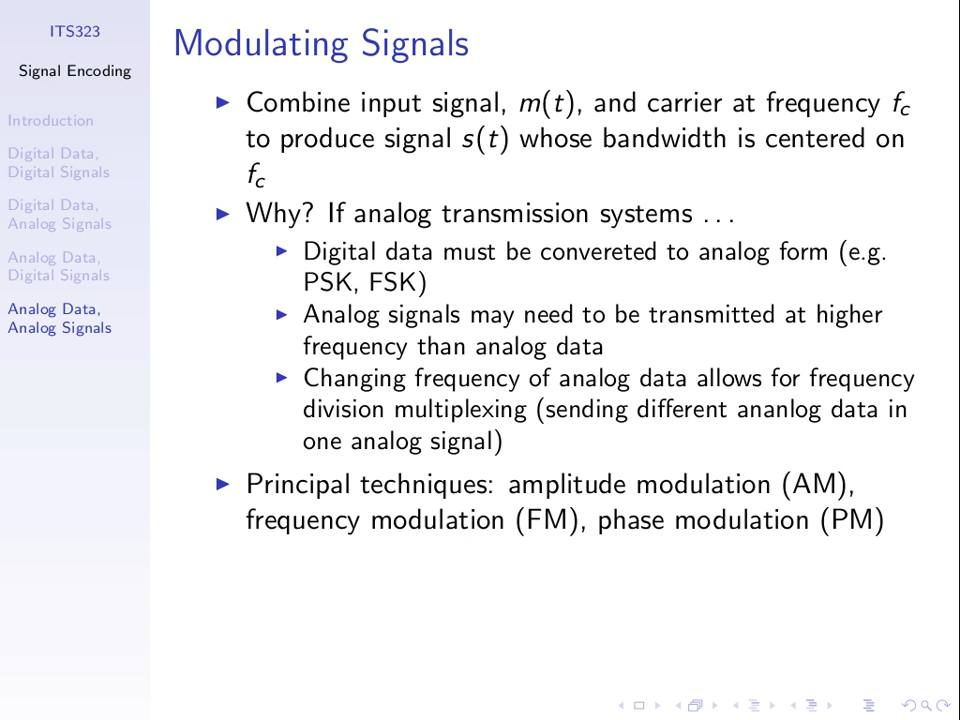 ITS323
Signal Encoding
Introduction
Digital Data,
Digital Signals
Digital Data,
Analog Signals
Analog Data,
Digital Signals
Analog Data,
Analog Signals
Modulating Signals
Combine input signal, m(t), and carrier at frequency fc
to produce signal s(t) whose bandwidth is centered on
fc
Why? If analog transmission systems . . .
Digital data must be convereted to analog form (e.g.
PSK, FSK)
Analog signals may need to be transmitted at higher
frequency than analog data
Changing frequency of analog data allows for frequency
division multiplexing (sending different ananlog data in
one analog signal)
Principal techniques: amplitude modulation (AM),
frequency modulation (FM), phase modulation (PM)